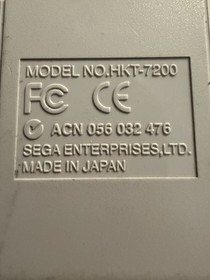 MODEL NO.HKT-7200
FC CE
ACN 056 032 476
SEGA ENTERPRISES,LTD.
MADE IN JAPAN